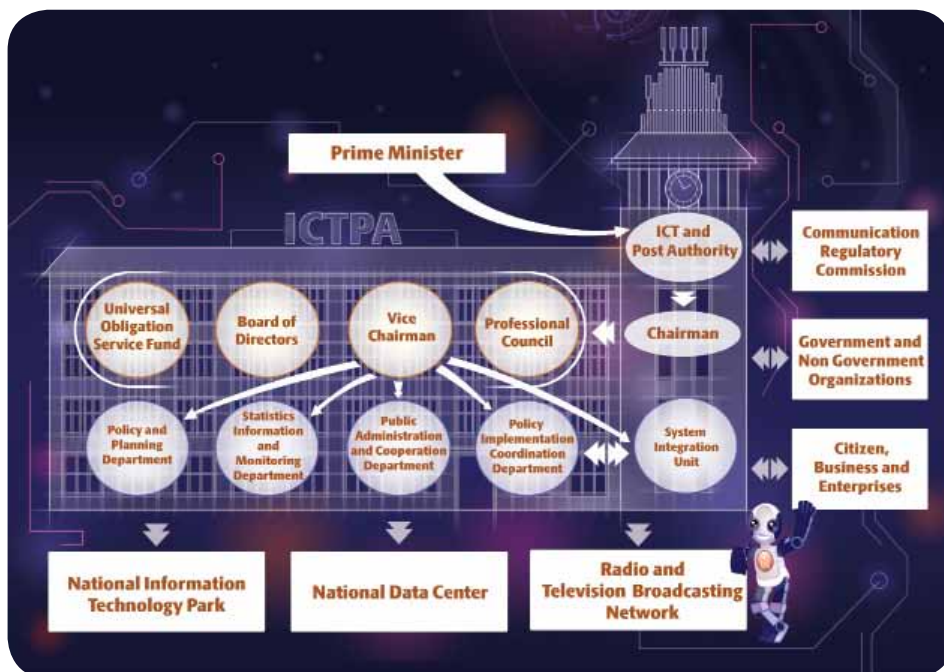 Prime Minister
ICTPA
ICT and
Post Authority
Communication
Regulatory
Commission
Universal
Obligation
Service Fund
Board of
Directors
Vice
Chairman
Professional
Council
Chairman
Government and
Non Government
Organizations
Policy and
Planning
Department
Statistics
Information
and
Monitoring
Department
Public
Administration
and Cooperation
Department
Policy
Implementation
Coordination
Department
System
Integration
Unit
Citizen,
Business and
Enterprises
National Information
Technology Park
National Data Center
Radio and
Television Broadcasting
Network